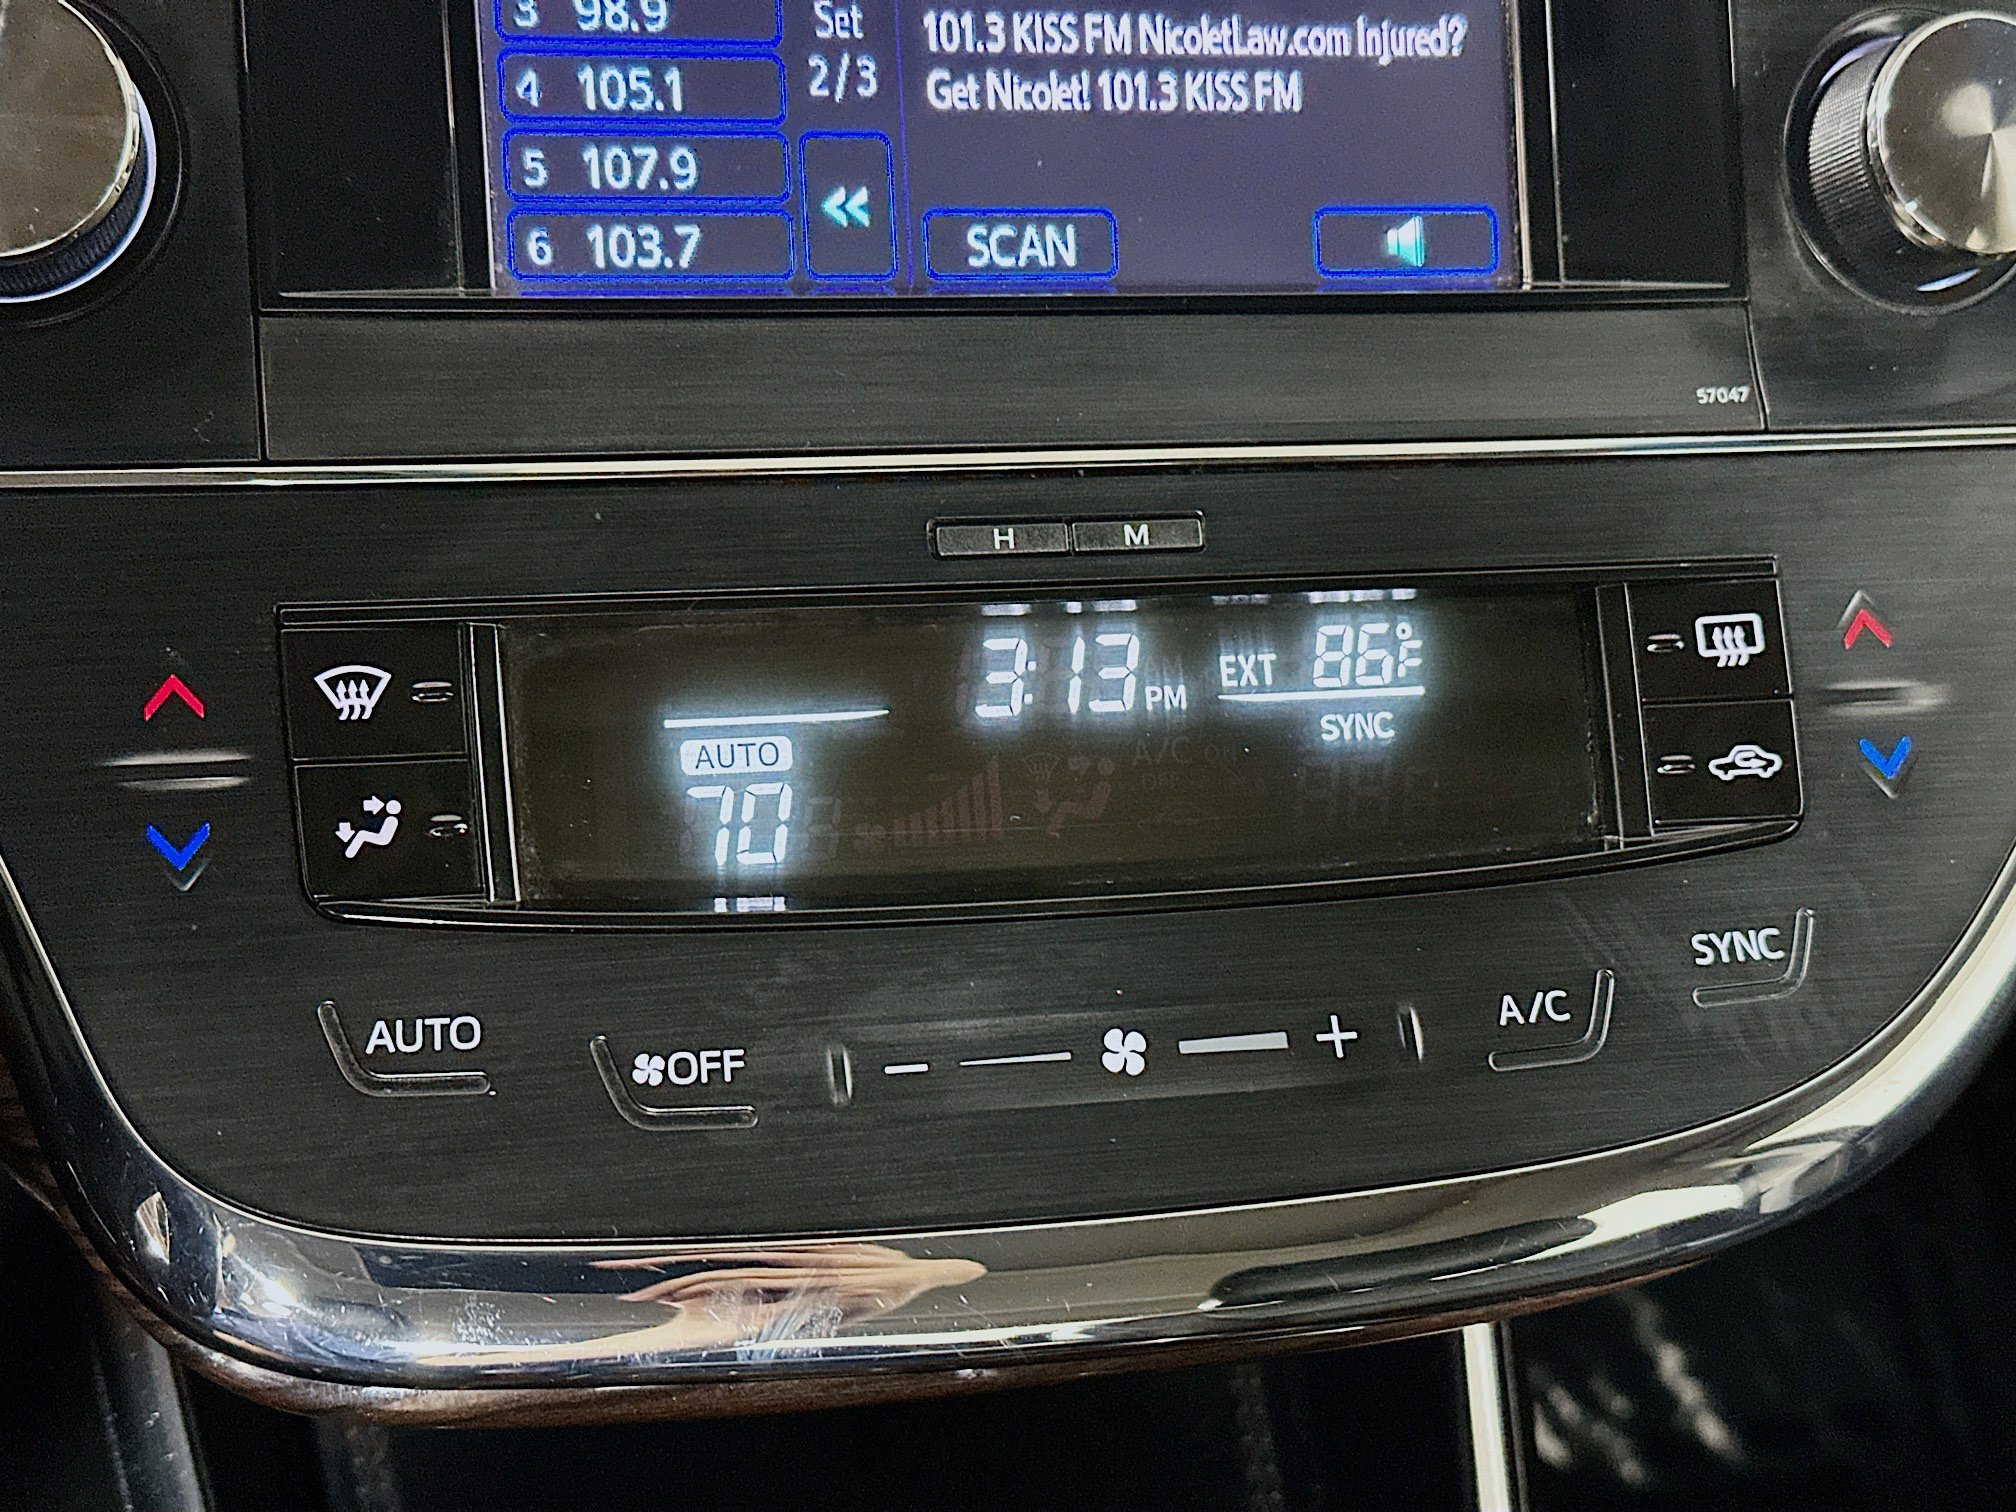 3 98.9
Set
2/3
4 105.1
5 107.9
6 103.7
101.3 KISS FM NicoletLaw.com Injured?
Get Nicolet! 101.3 KISS FM
SCAN
57047
H M
3:13 PM
EXT 86°F
SYNC
AUTO
70
A/C ON
OFF
AUTO
OFF
- +
A/C
SYNC